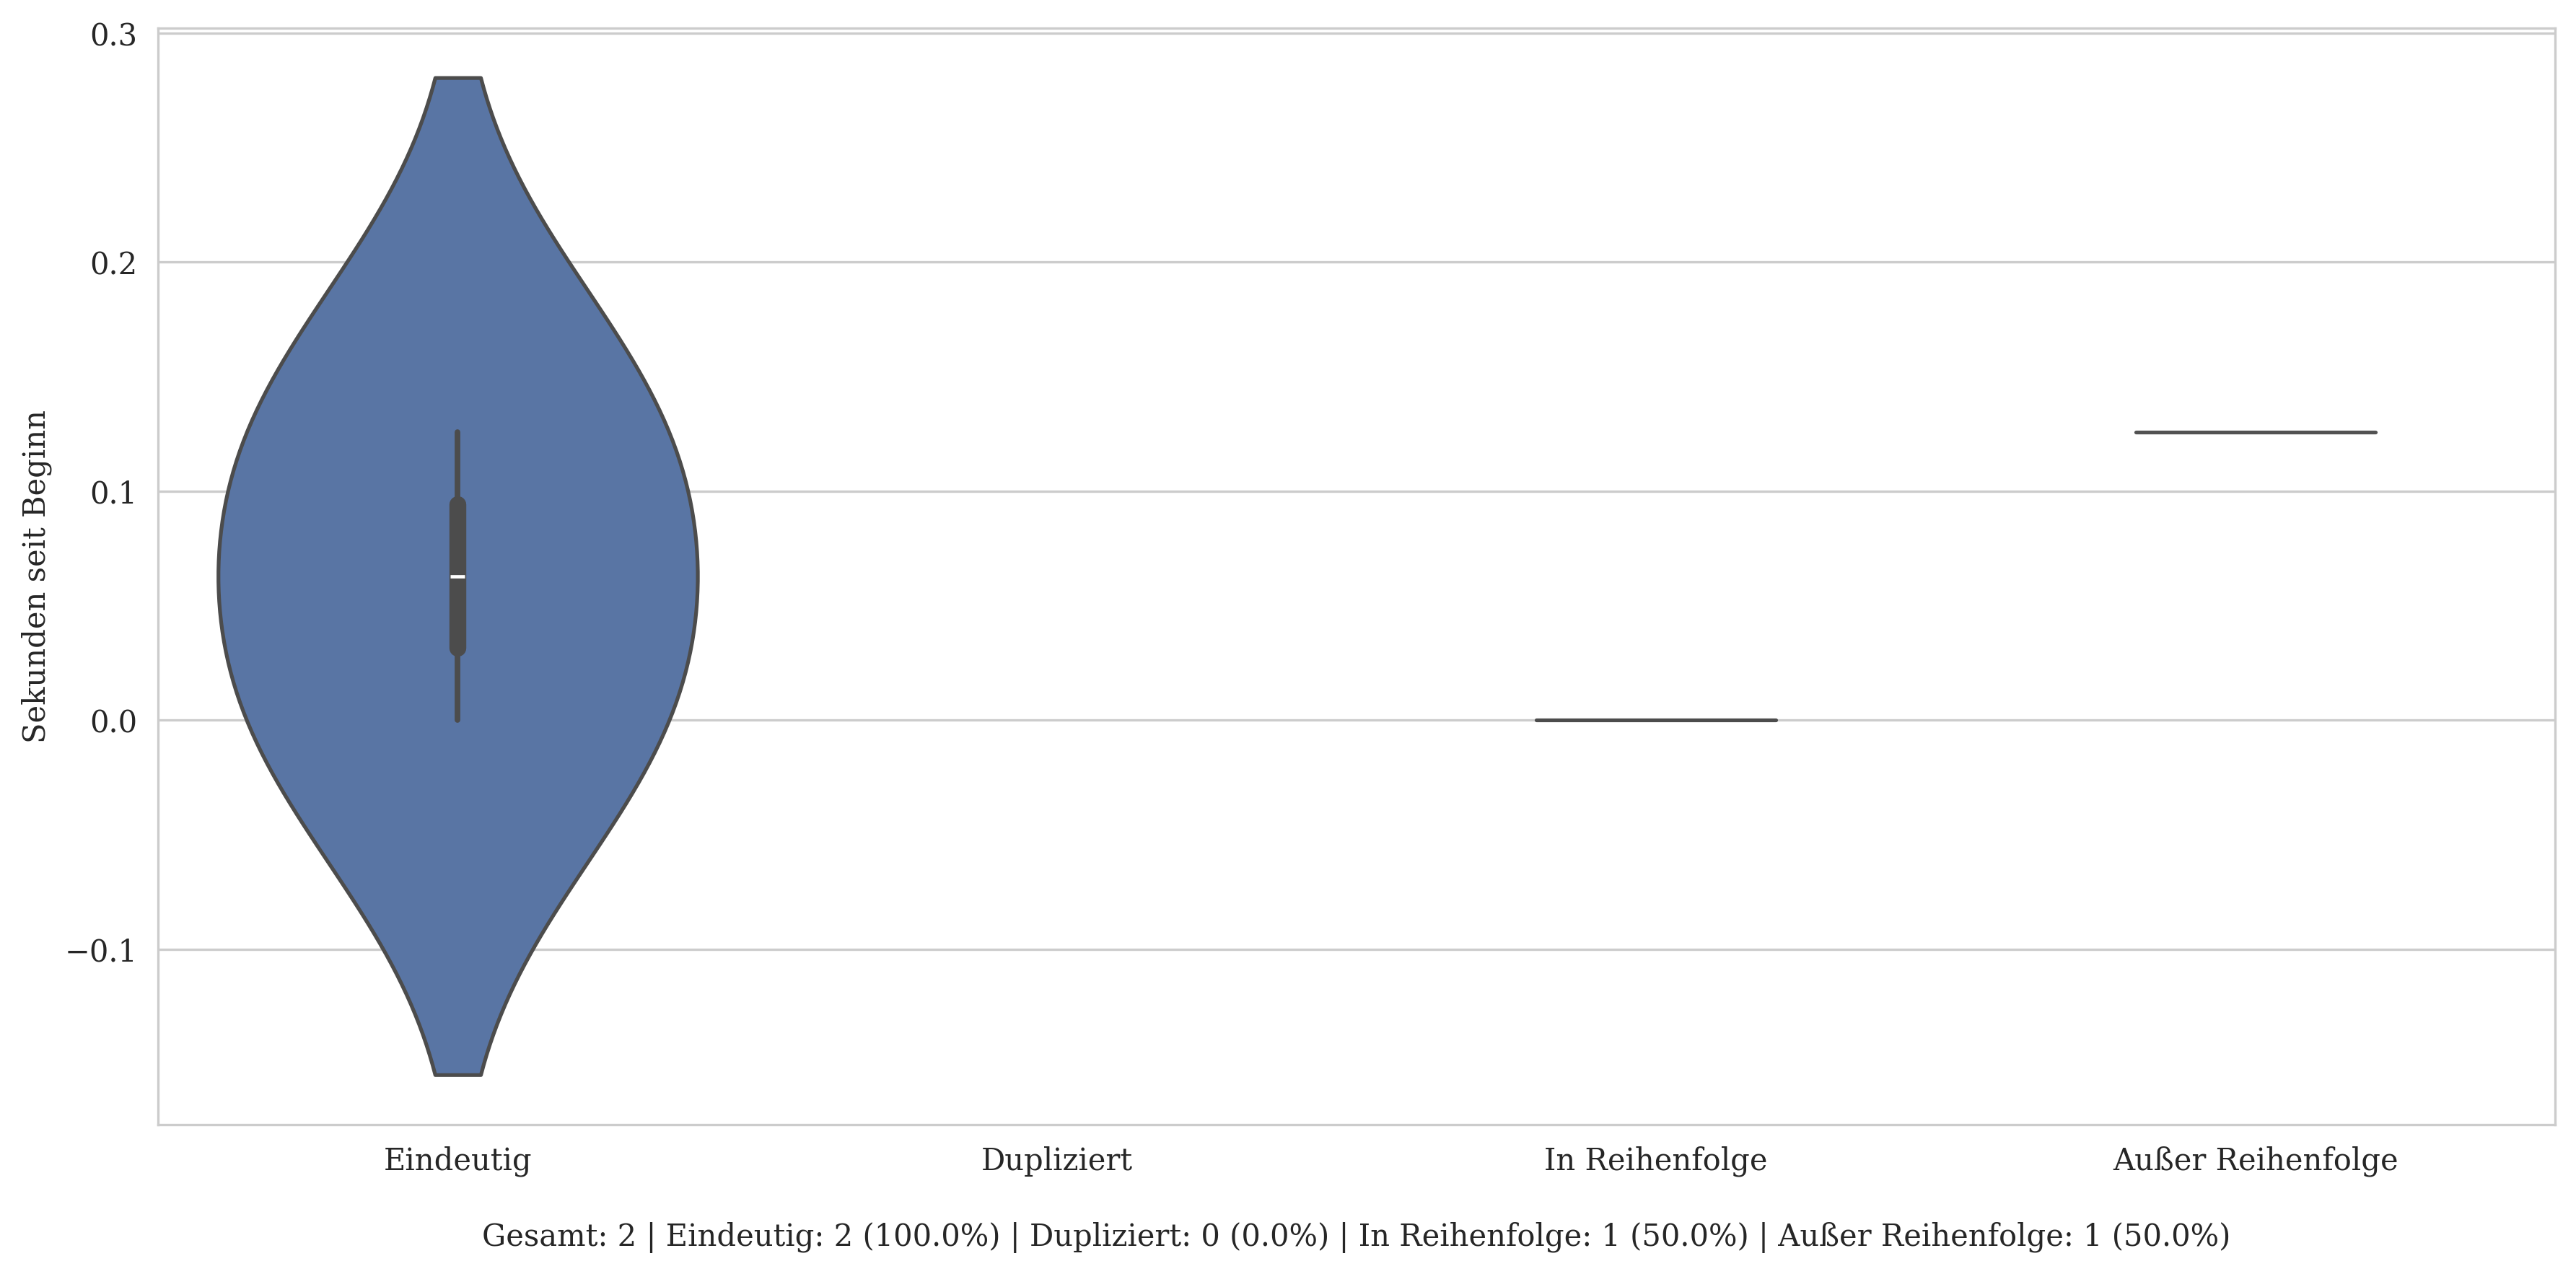 0.3
0.2
0.1
0.0
−0.1
Sekunden seit Beginn
Eindeutig
Dupliziert
In Reihenfolge
Außer Reihenfolge
Gesamt: 2 | Eindeutig: 2 (100.0%) | Dupliziert: 0 (0.0%) | In Reihenfolge: 1 (50.0%) | Außer Reihenfolge: 1 (50.0%)